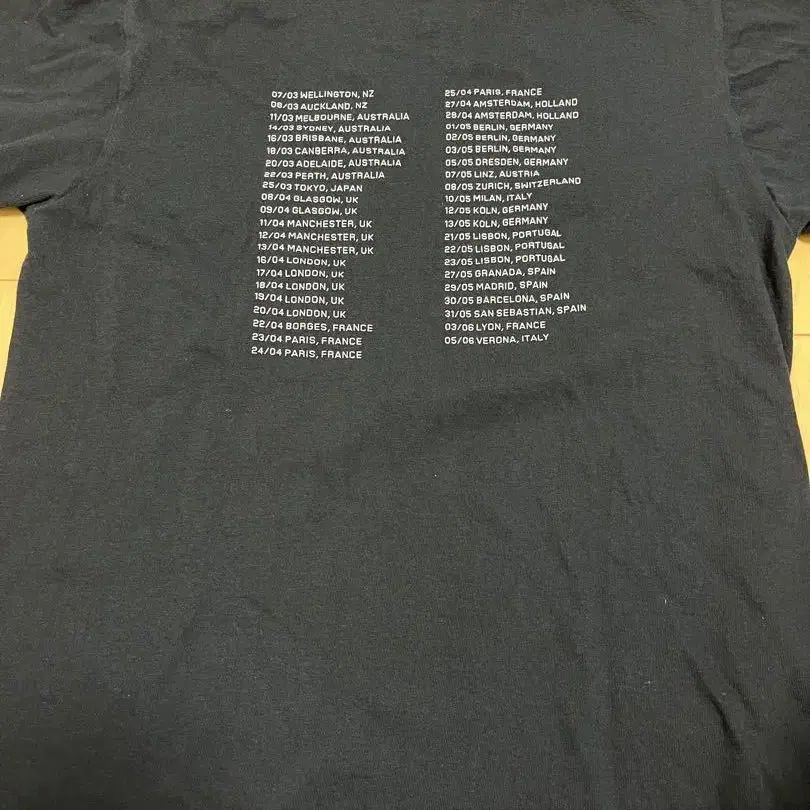 07/03 WELLINGTON, NZ
08/03 AUCKLAND, NZ
11/03 MELBOURNE, AUSTRALIA
14/03 SYDNEY, AUSTRALIA
16/03 BRISBANE, AUSTRALIA
18/03 CANBERRA, AUSTRALIA
20/03 ADELAIDE, AUSTRALIA
22/03 PERTH, AUSTRALIA
25/03 TOKYO, JAPAN
08/04 GLASGOW, UK
09/04 GLASGOW, UK
11/04 MANCHESTER, UK
12/04 MANCHESTER, UK
13/04 MANCHESTER, UK
16/04 LONDON, UK
17/04 LONDON, UK
18/04 LONDON, UK
19/04 LONDON, UK
20/04 LONDON, UK
22/04 BORGES, FRANCE
23/04 PARIS, FRANCE
24/04 PARIS, FRANCE
25/04 PARIS, FRANCE
27/04 AMSTERDAM, HOLLAND
28/04 AMSTERDAM, HOLLAND
01/05 BERLIN, GERMANY
02/05 BERLIN, GERMANY
03/05 BERLIN, GERMANY
05/05 DRESDEN, GERMANY
07/05 LINZ, AUSTRIA
08/05 ZURICH, SWITZERLAND
10/05 MILAN, ITALY
12/05 KOLN, GERMANY
13/05 KOLN, GERMANY
21/05 LISBON, PORTUGAL
22/05 LISBON, PORTUGAL
23/05 LISBON, PORTUGAL
27/05 GRANADA, SPAIN
29/05 MADRID, SPAIN
30/05 BARCELONA, SPAIN
31/05 SAN SEBASTIAN, SPAIN
03/06 LYON, FRANCE
05/06 VERONA, ITALY